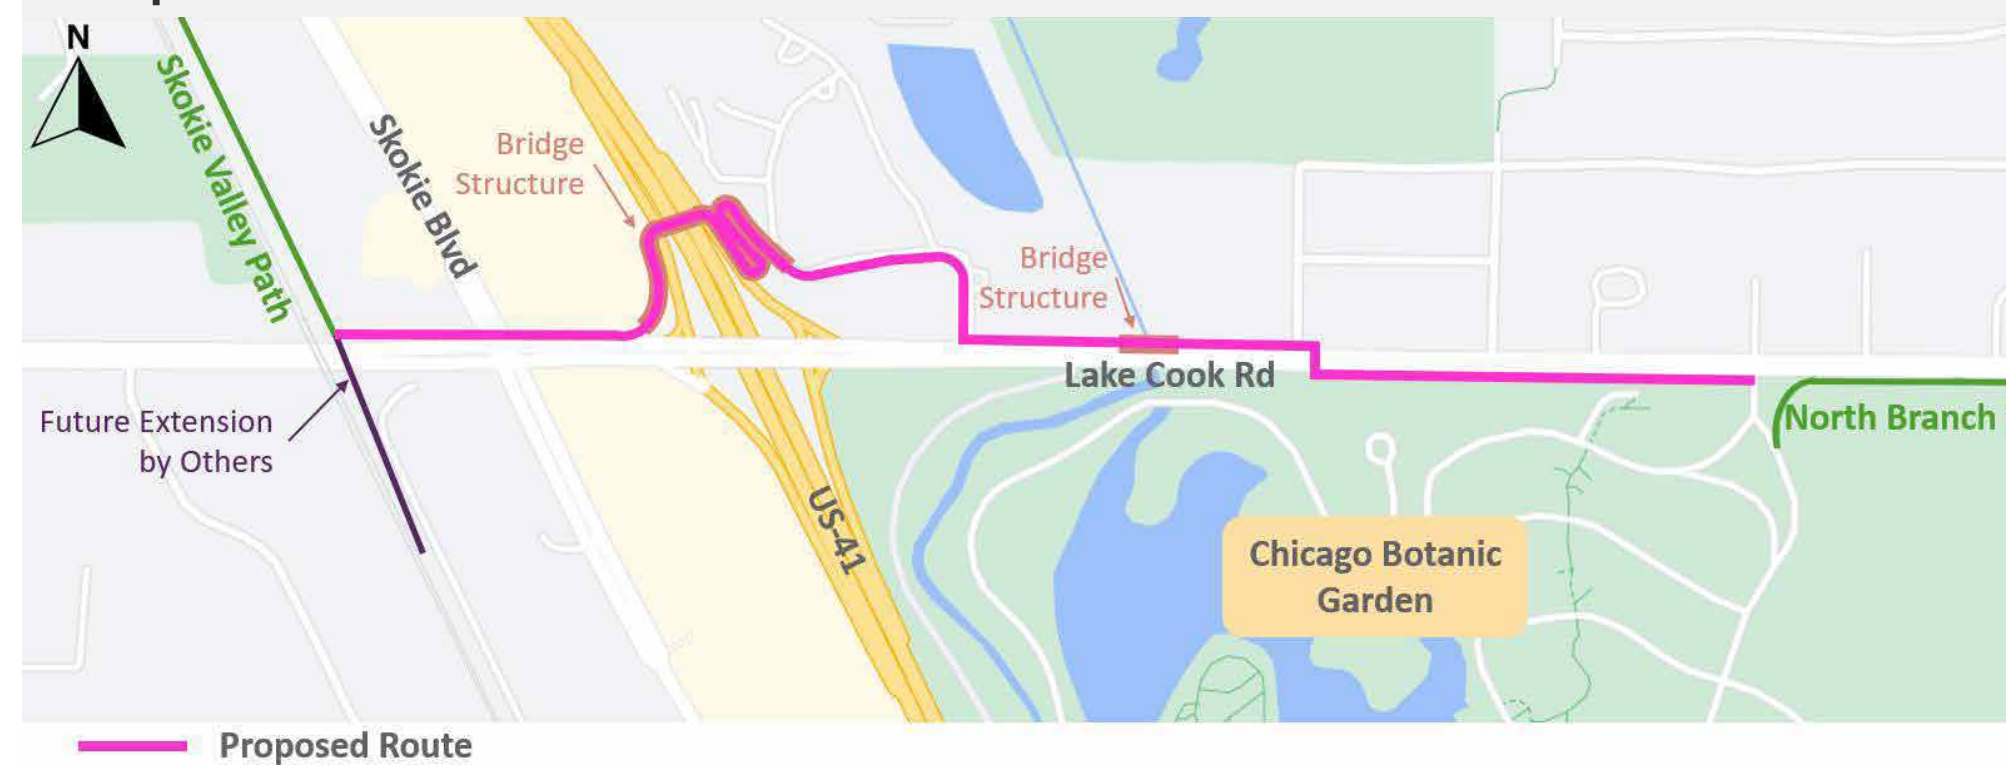 N
Skokie Valley Path
Skokie Blvd
Bridge
Structure
Bridge
Structure
Lake Cook Rd
Future Extension
by Others
North Branch
US-41
Chicago Botanic
Garden
Proposed Route